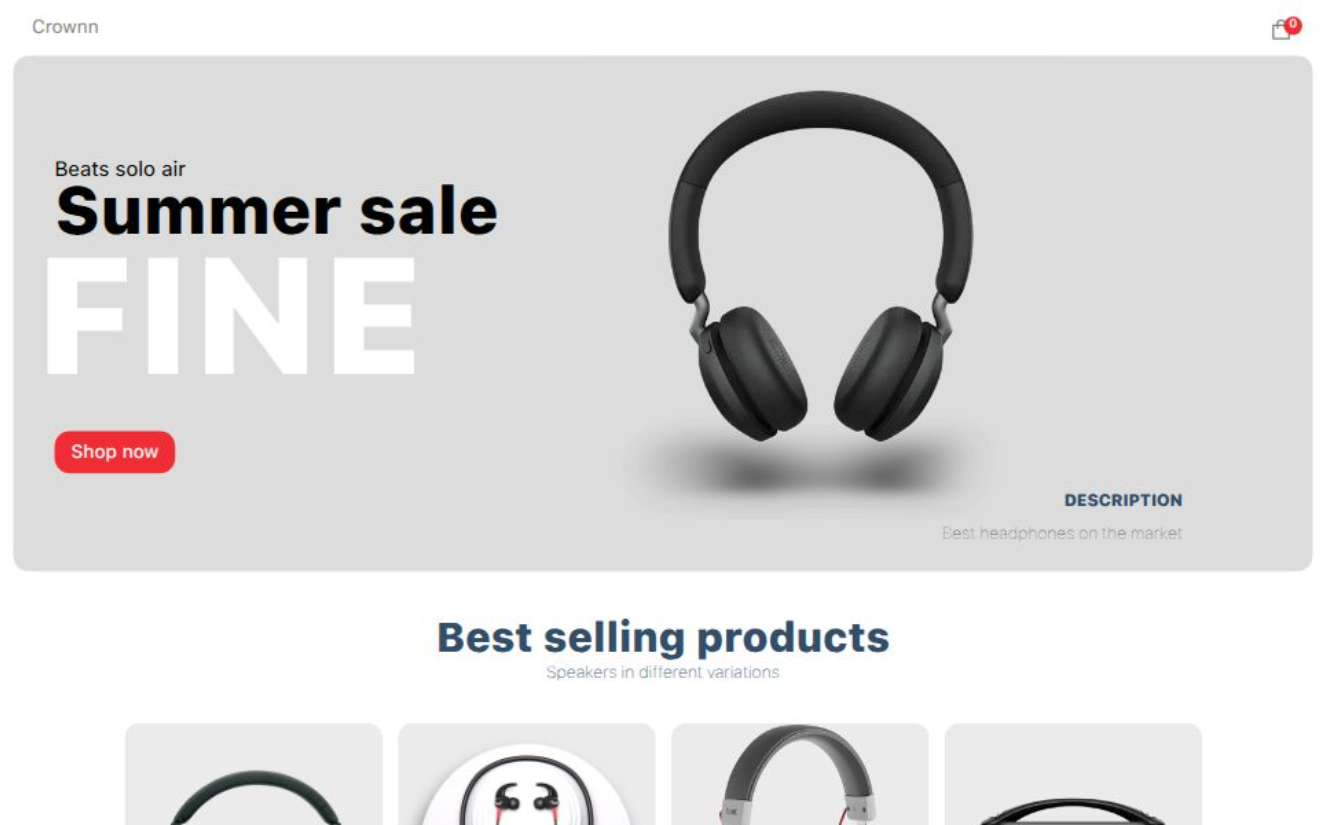 Crownn
0
Beats solo air
Summer sale
FINE
Shop now
DESCRIPTION
Best headphones on the market
Best selling products
Speakers in different variations